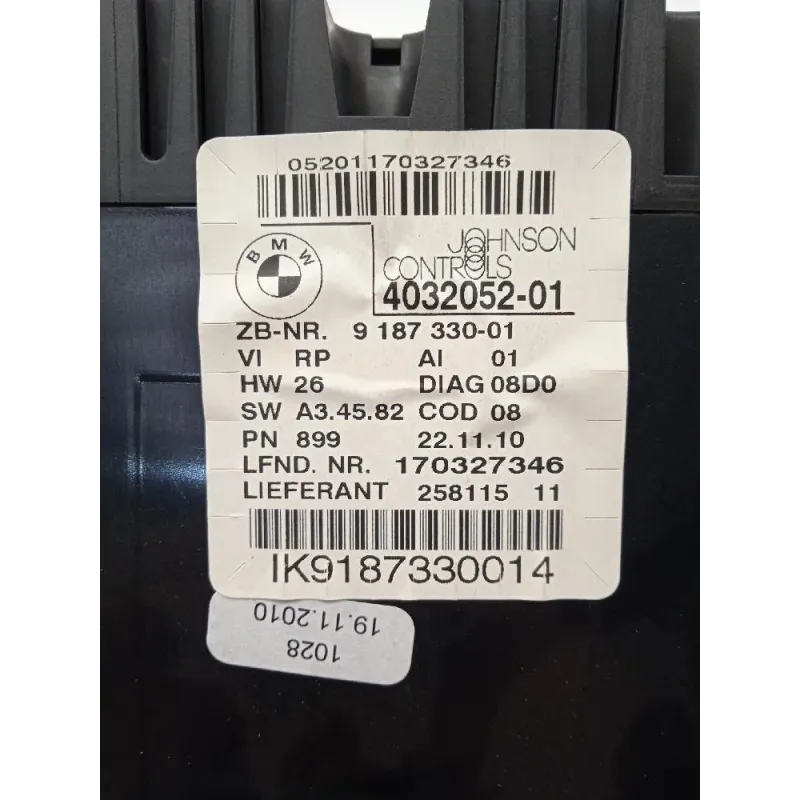 05201170327346
BMW
JOHNSON
CONTROLS
4032052-01
ZB-NR. 9 187 330-01
VI RP AI 01
HW 26 DIAG 08D0
SW A3.45.82 COD 08
PN 899 22.11.10
LFND. NR. 170327346
LIEFERANT 258115 11
IK9187330014
1028
19.11.2010